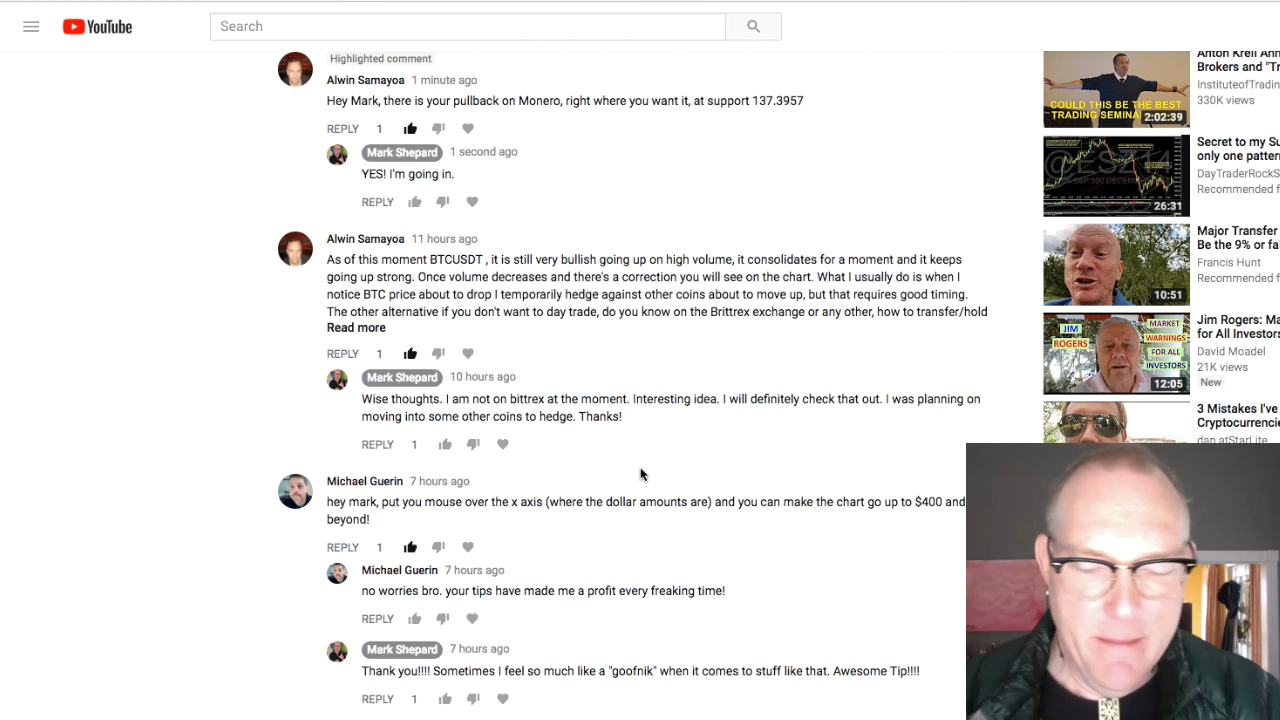 YouTube
Search
Highlighted comment
Alwin Samayoa 1 minute ago
Hey Mark, there is your pullback on Monero, right where you want it, at support 137.3957
REPLY 1
Mark Shepard 1 second ago
YES! I'm going in.
REPLY
Alwin Samayoa 11 hours ago
As of this moment BTCUSDT , it is still very bullish going up on high volume, it consolidates for a moment and it keeps
going up strong. Once volume decreases and there's a correction you will see on the chart. What I usually do is when I
notice BTC price about to drop I temporarily hedge against other coins about to move up, but that requires good timing.
The other alternative if you don't want to day trade, do you know on the Brittrex exchange or any other, how to transfer/hold
Read more
REPLY 1
Mark Shepard 10 hours ago
Wise thoughts. I am not on bittrex at the moment. Interesting idea. I will definitely check that out. I was planning on
moving into some other coins to hedge. Thanks!
REPLY 1
Michael Guerin 7 hours ago
hey mark, put you mouse over the x axis (where the dollar amounts are) and you can make the chart go up to $400 and
beyond!
REPLY 1
Michael Guerin 7 hours ago
no worries bro. your tips have made me a profit every freaking time!
REPLY
Mark Shepard 7 hours ago
Thank you!!!! Sometimes I feel so much like a "goofnik" when it comes to stuff like that. Awesome Tip!!!!
REPLY 1
COULD THIS BE THE BEST
TRADING SEMINA
2:02:39
Anton Kreil Ann
Brokers and "Tr
InstituteofTradin
330K views
@ESZ14
26:31
Secret to my Su
only one patter
DayTraderRockS
Recommended f
10:51
Major Transfer
Be the 9% or fa
Francis Hunt
Recommended f
JIM
ROGERS
MARKET
WARNINGS
FOR ALL
INVESTORS
12:05
Jim Rogers: Ma
for All Investors
David Moadel
21K views
New
3 Mistakes I've
Cryptocurrencie
dan atStarLite